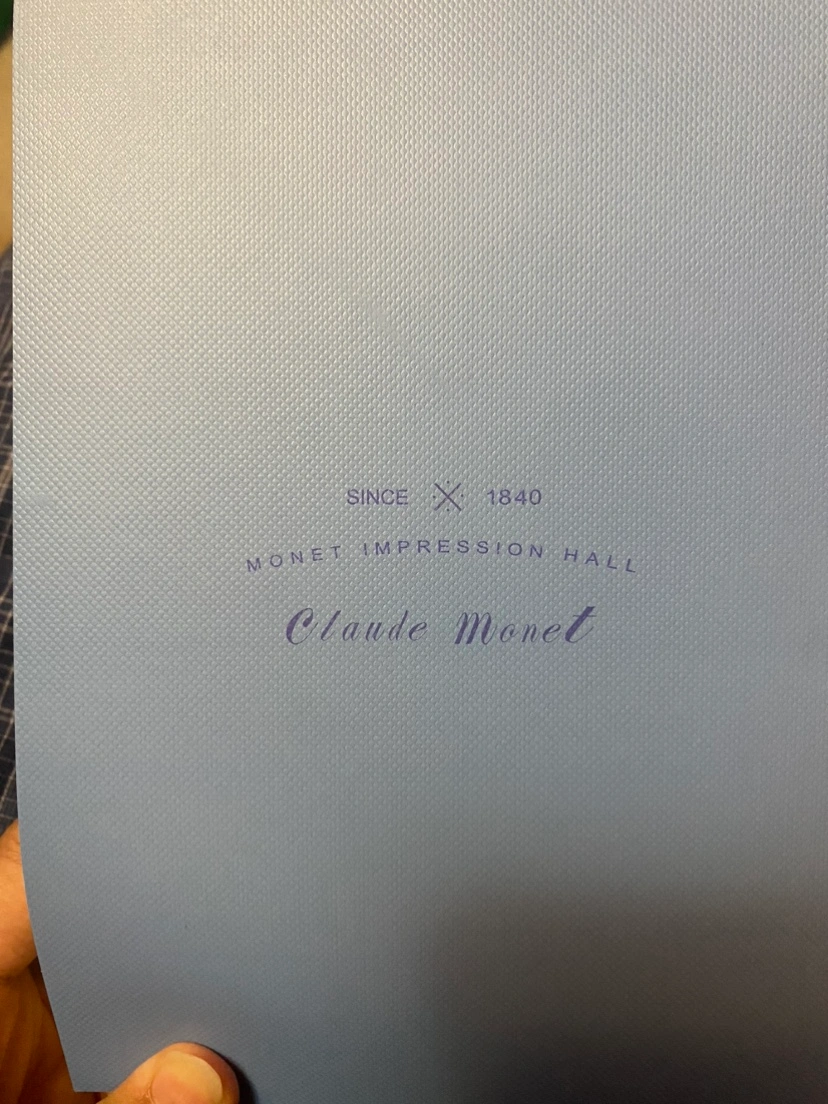 SINCE 1840
MONET IMPRESSION HALL
Claude Monet